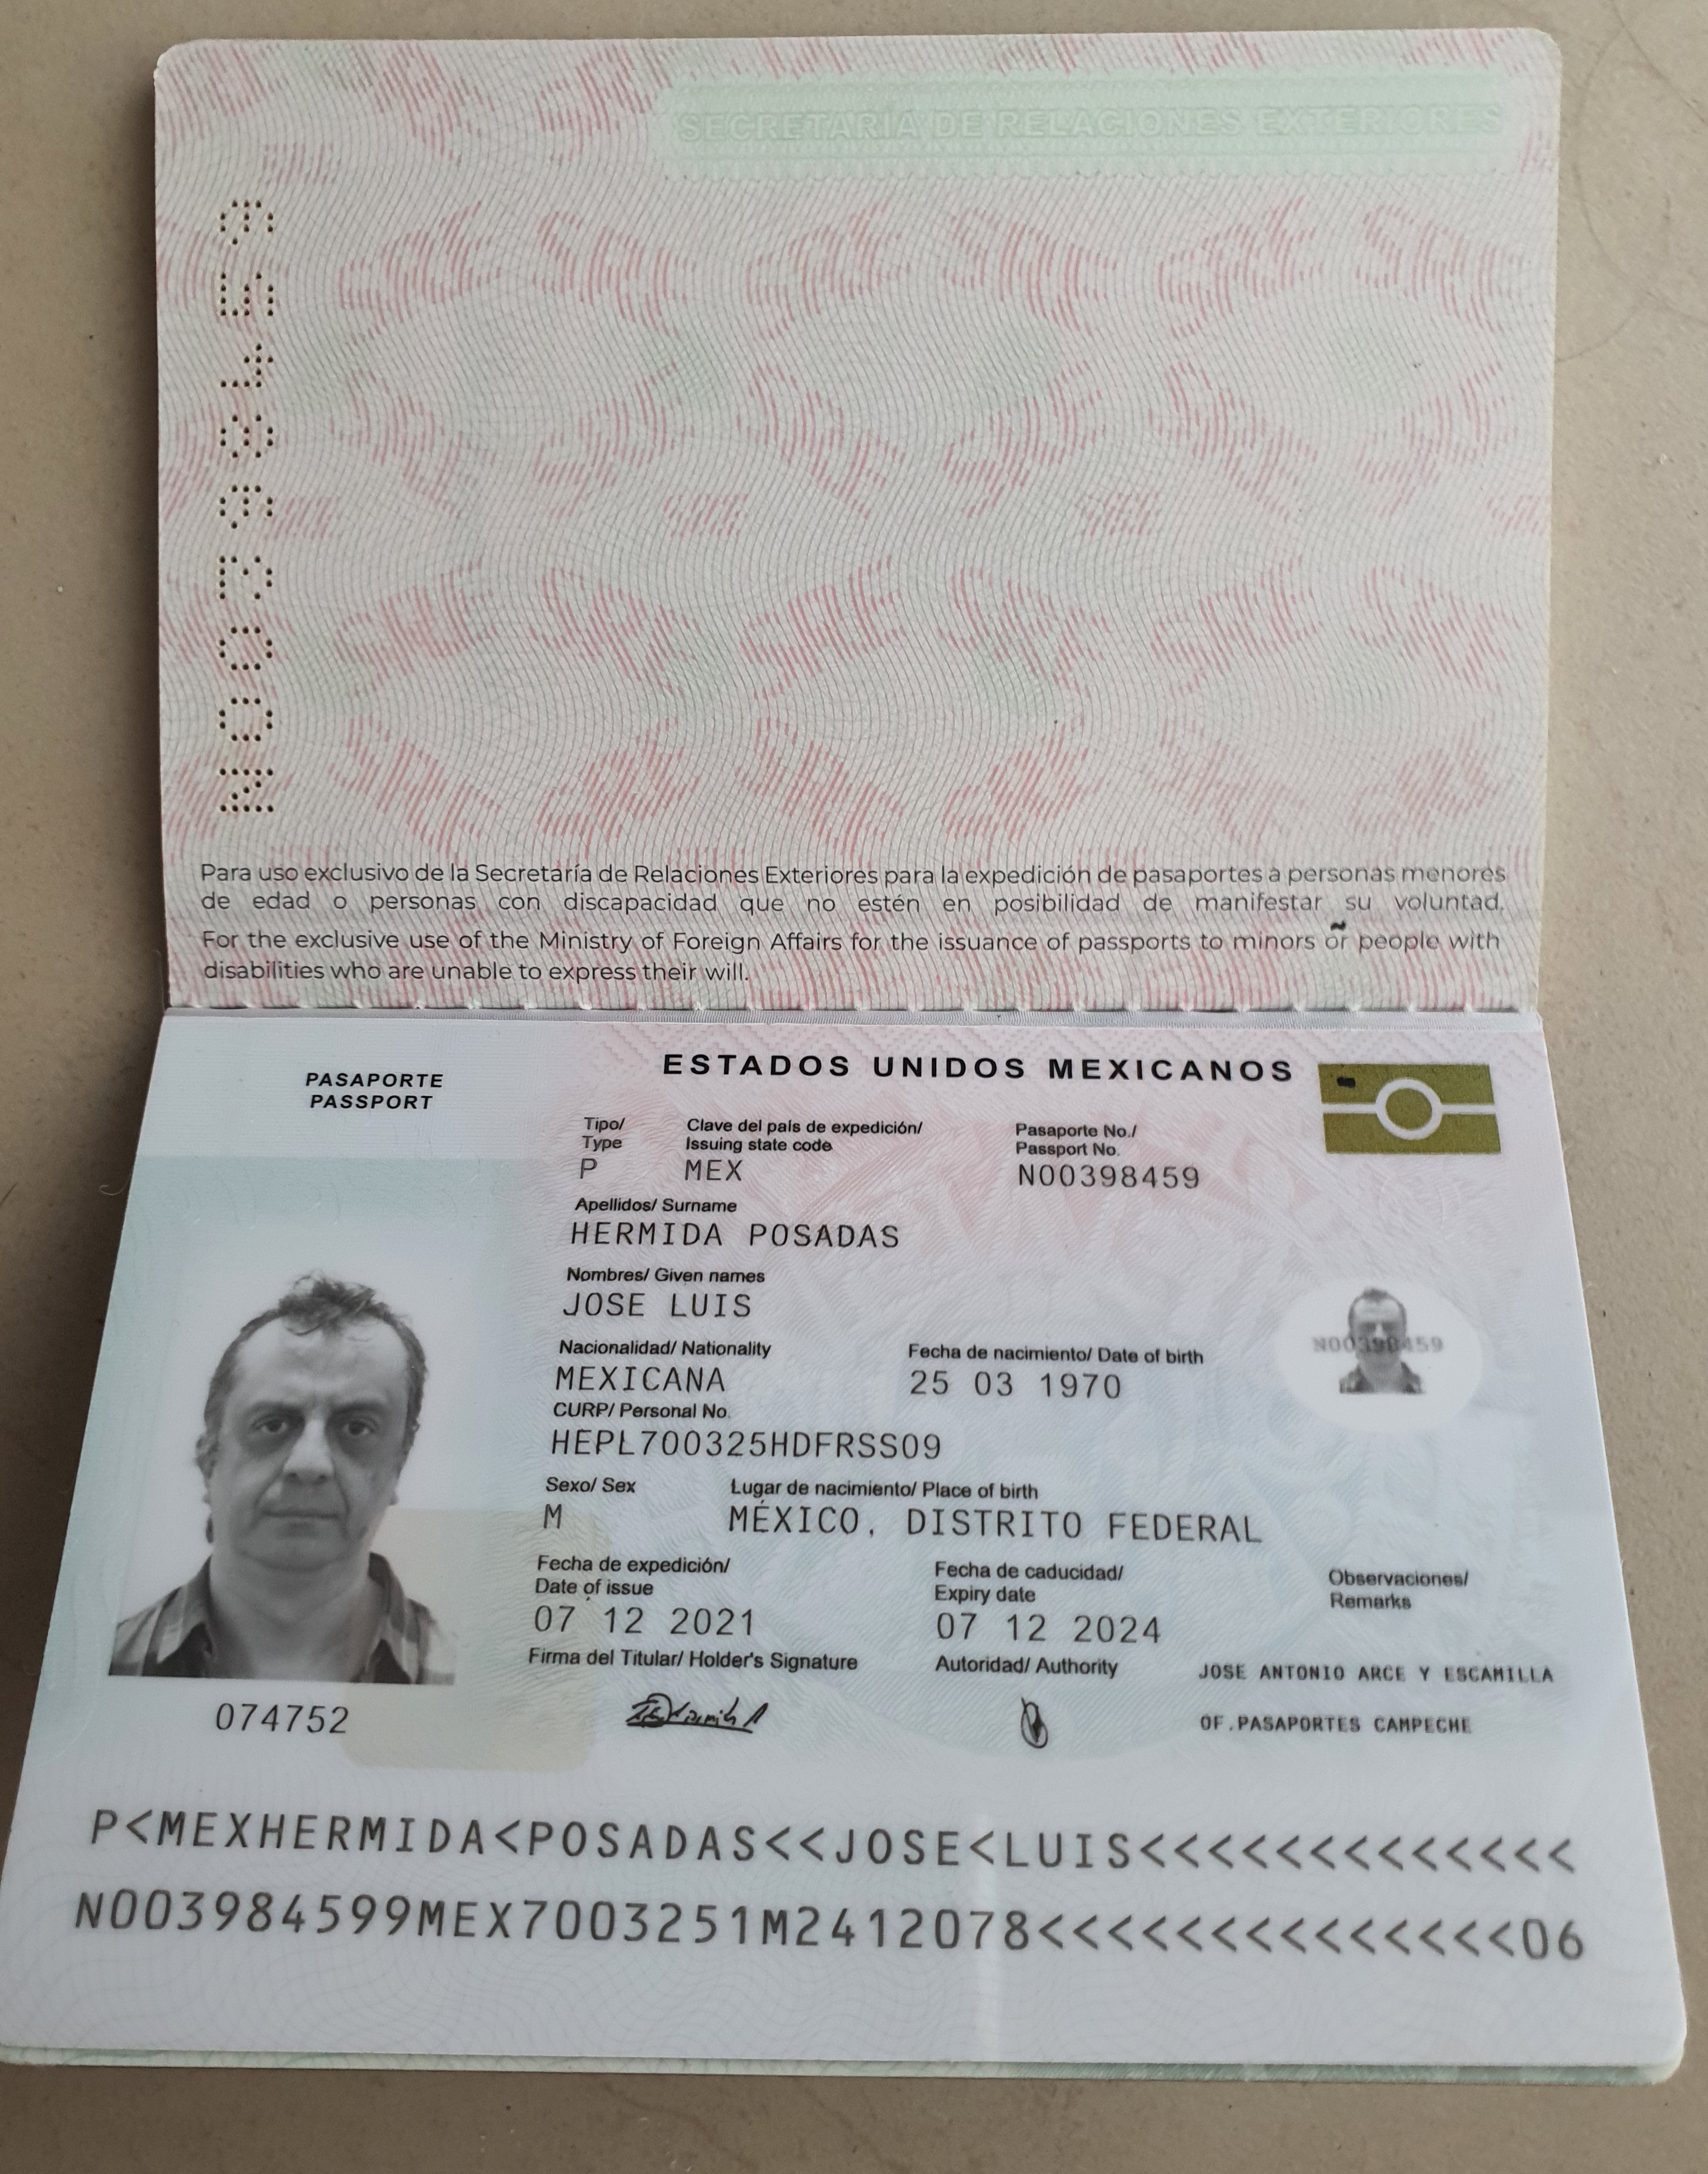 SECRETARÍA DE RELACIONES EXTERIORES
N00398459
Para uso exclusivo de la Secretaría de Relaciones Exteriores para la expedición de pasaportes a personas menores
de edad o personas con discapacidad que no estén en posibilidad de manifestar su voluntad.
For the exclusive use of the Ministry of Foreign Affairs for the issuance of passports to minors or people with
disabilities who are unable to express their will.
PASAPORTE
PASSPORT
ESTADOS UNIDOS MEXICANOS
Tipo/ Clave del país de expedición/ Pasaporte No./
Type Issuing state code Passport No.
P MEX N00398459
Apellidos/ Surname
HERMIDA POSADAS
Nombres/ Given names
JOSE LUIS
Nacionalidad/ Nationality Fecha de nacimiento/ Date of birth
MEXICANA 25 03 1970
N00398459
CURP/ Personal No.
HEPL700325HDFRSS09
Sexo/ Sex Lugar de nacimiento/ Place of birth
M MÉXICO, DISTRITO FEDERAL
Fecha de expedición/ Fecha de caducidad/ Observaciones/
Date of issue Expiry date Remarks
07 12 2021 07 12 2024
Firma del Titular/ Holder's Signature Autoridad/ Authority JOSE ANTONIO ARCE Y ESCAMILLA
074752 OF.PASAPORTES CAMPECHE
P<MEXHERMIDA<POSADAS<<JOSE<LUIS<<<<<<<<<<<<<
N003984599MEX7003251M2412078<<<<<<<<<<<<<<06